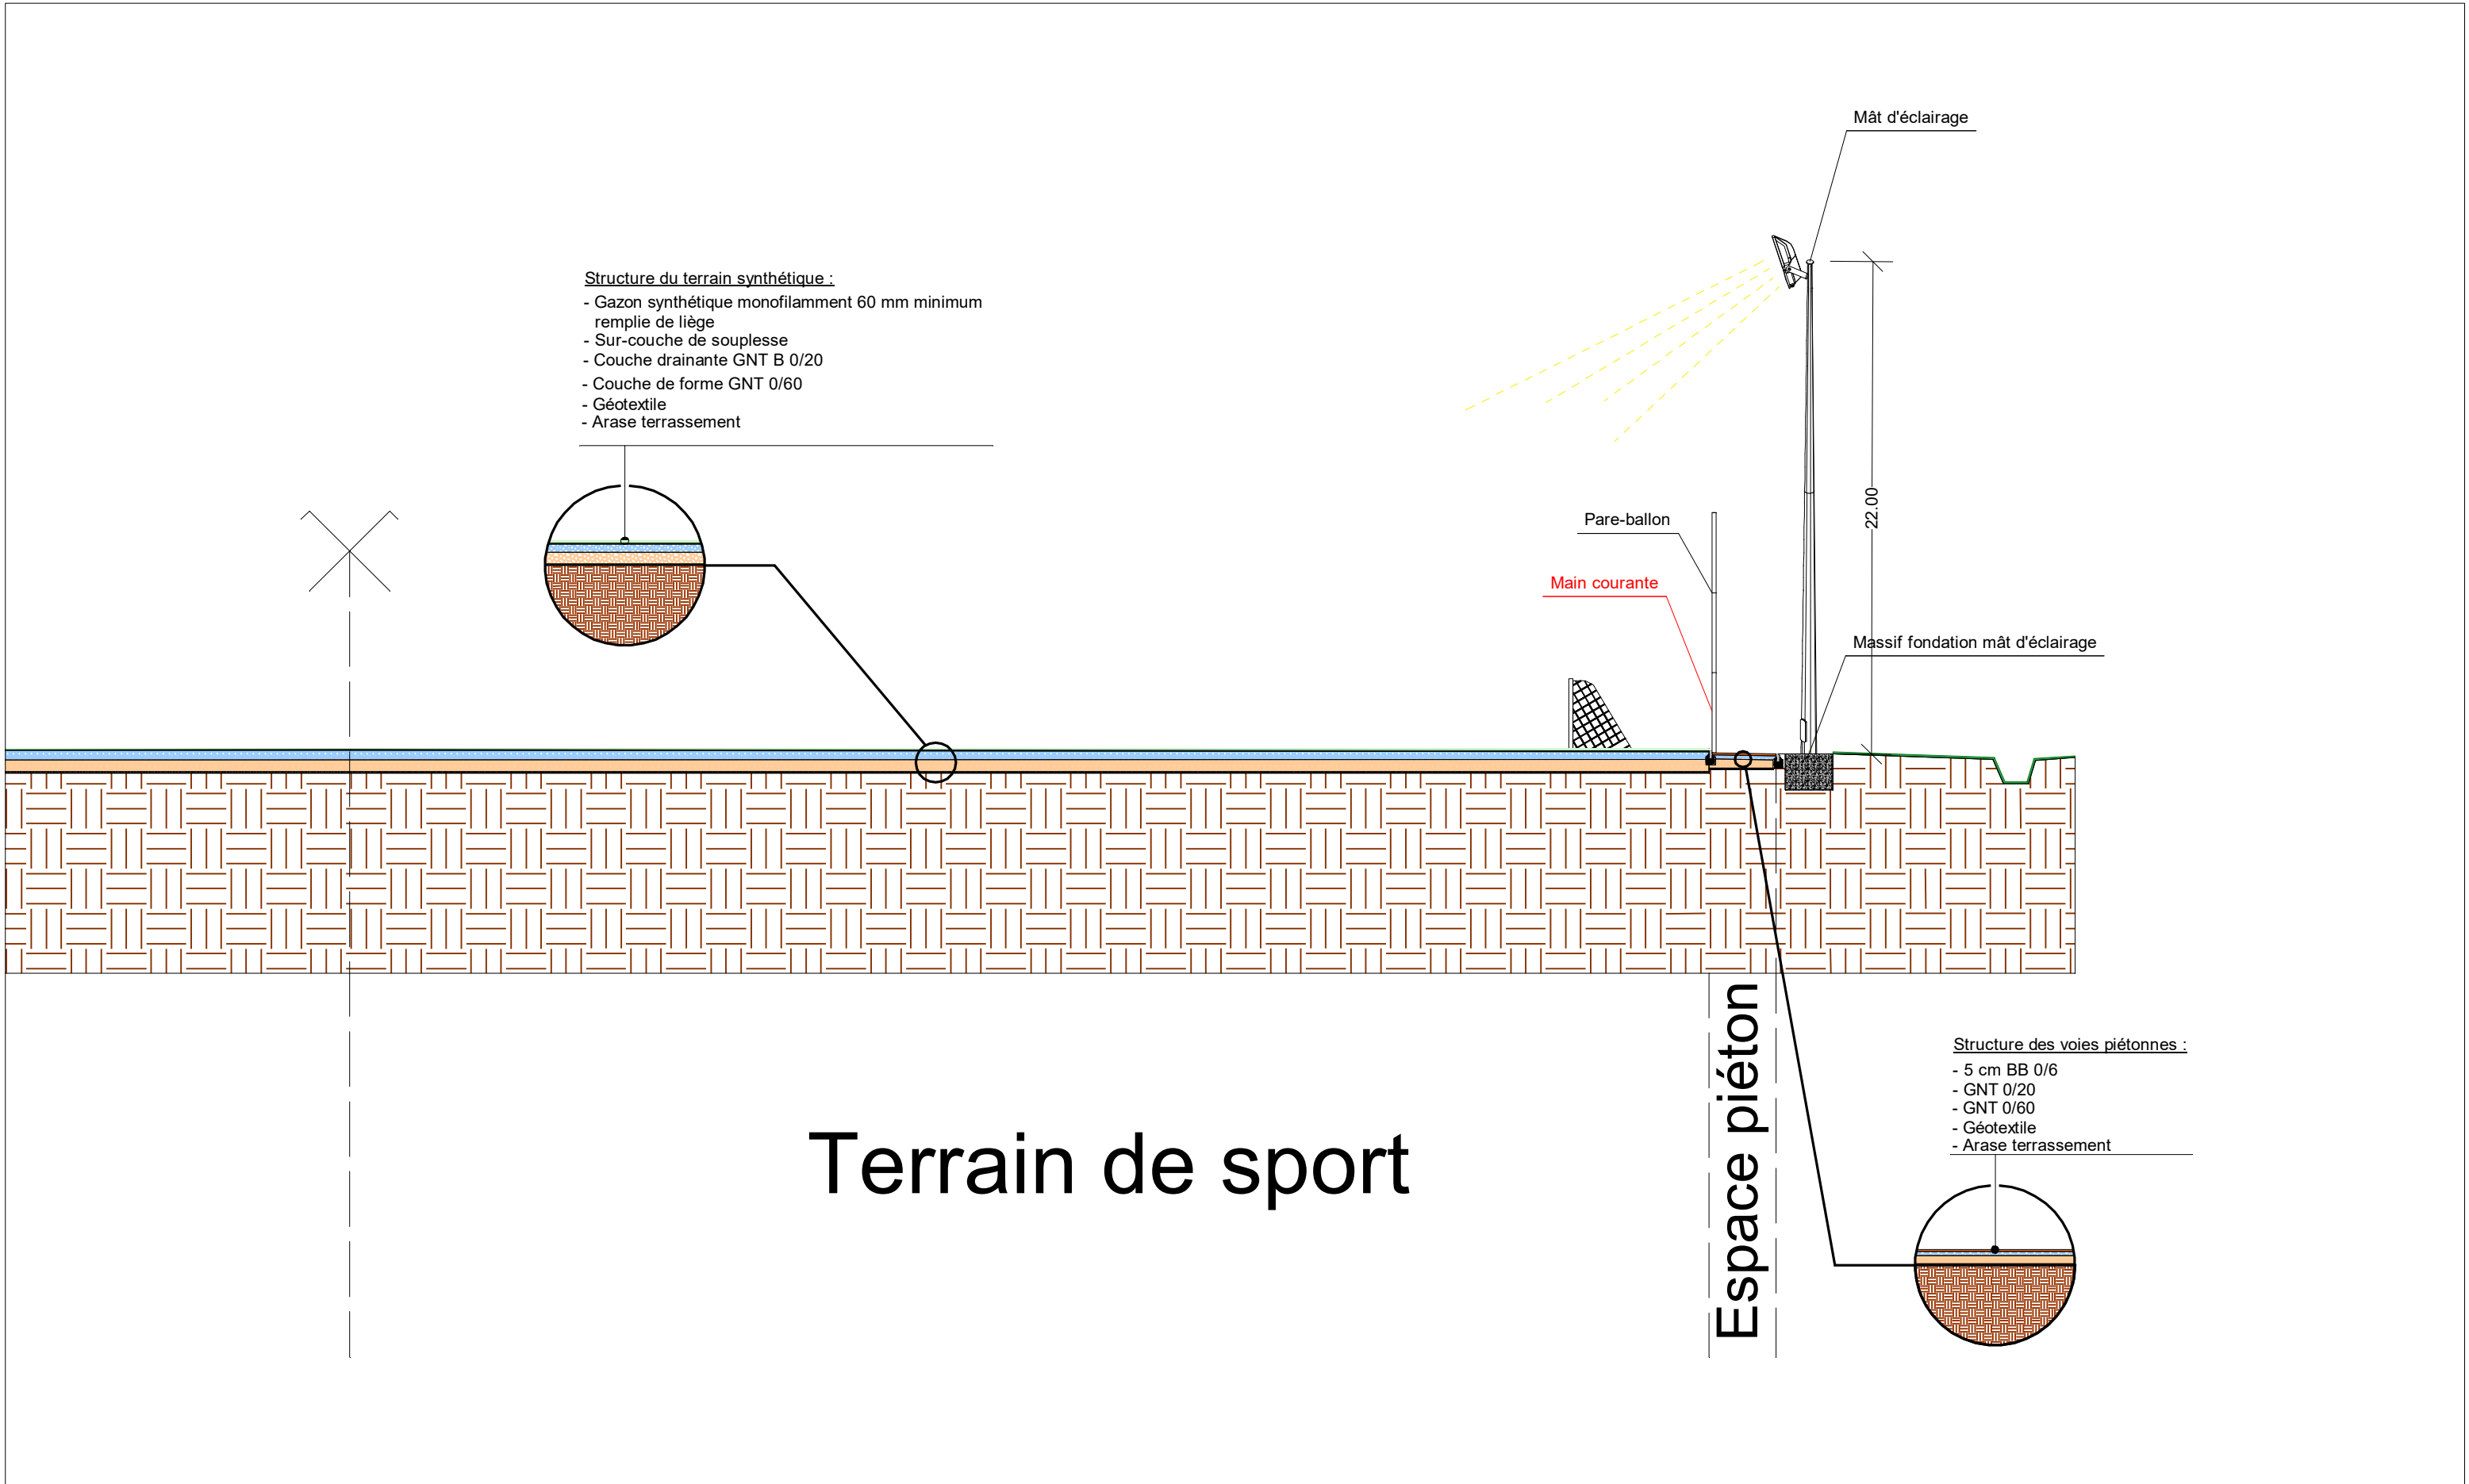 Mât d'éclairage
Structure du terrain synthétique :
- Gazon synthétique monofilamment 60 mm minimum
remplie de liège
- Sur-couche de souplesse
- Couche drainante GNT B 0/20
- Couche de forme GNT 0/60
- Géotextile
- Arase terrassement
22.00
Pare-ballon
Main courante
Massif fondation mât d'éclairage
Terrain de sport
Espace piéton
Structure des voies piétonnes :
- 5 cm BB 0/6
- GNT 0/20
- GNT 0/60
- Géotextile
- Arase terrassement